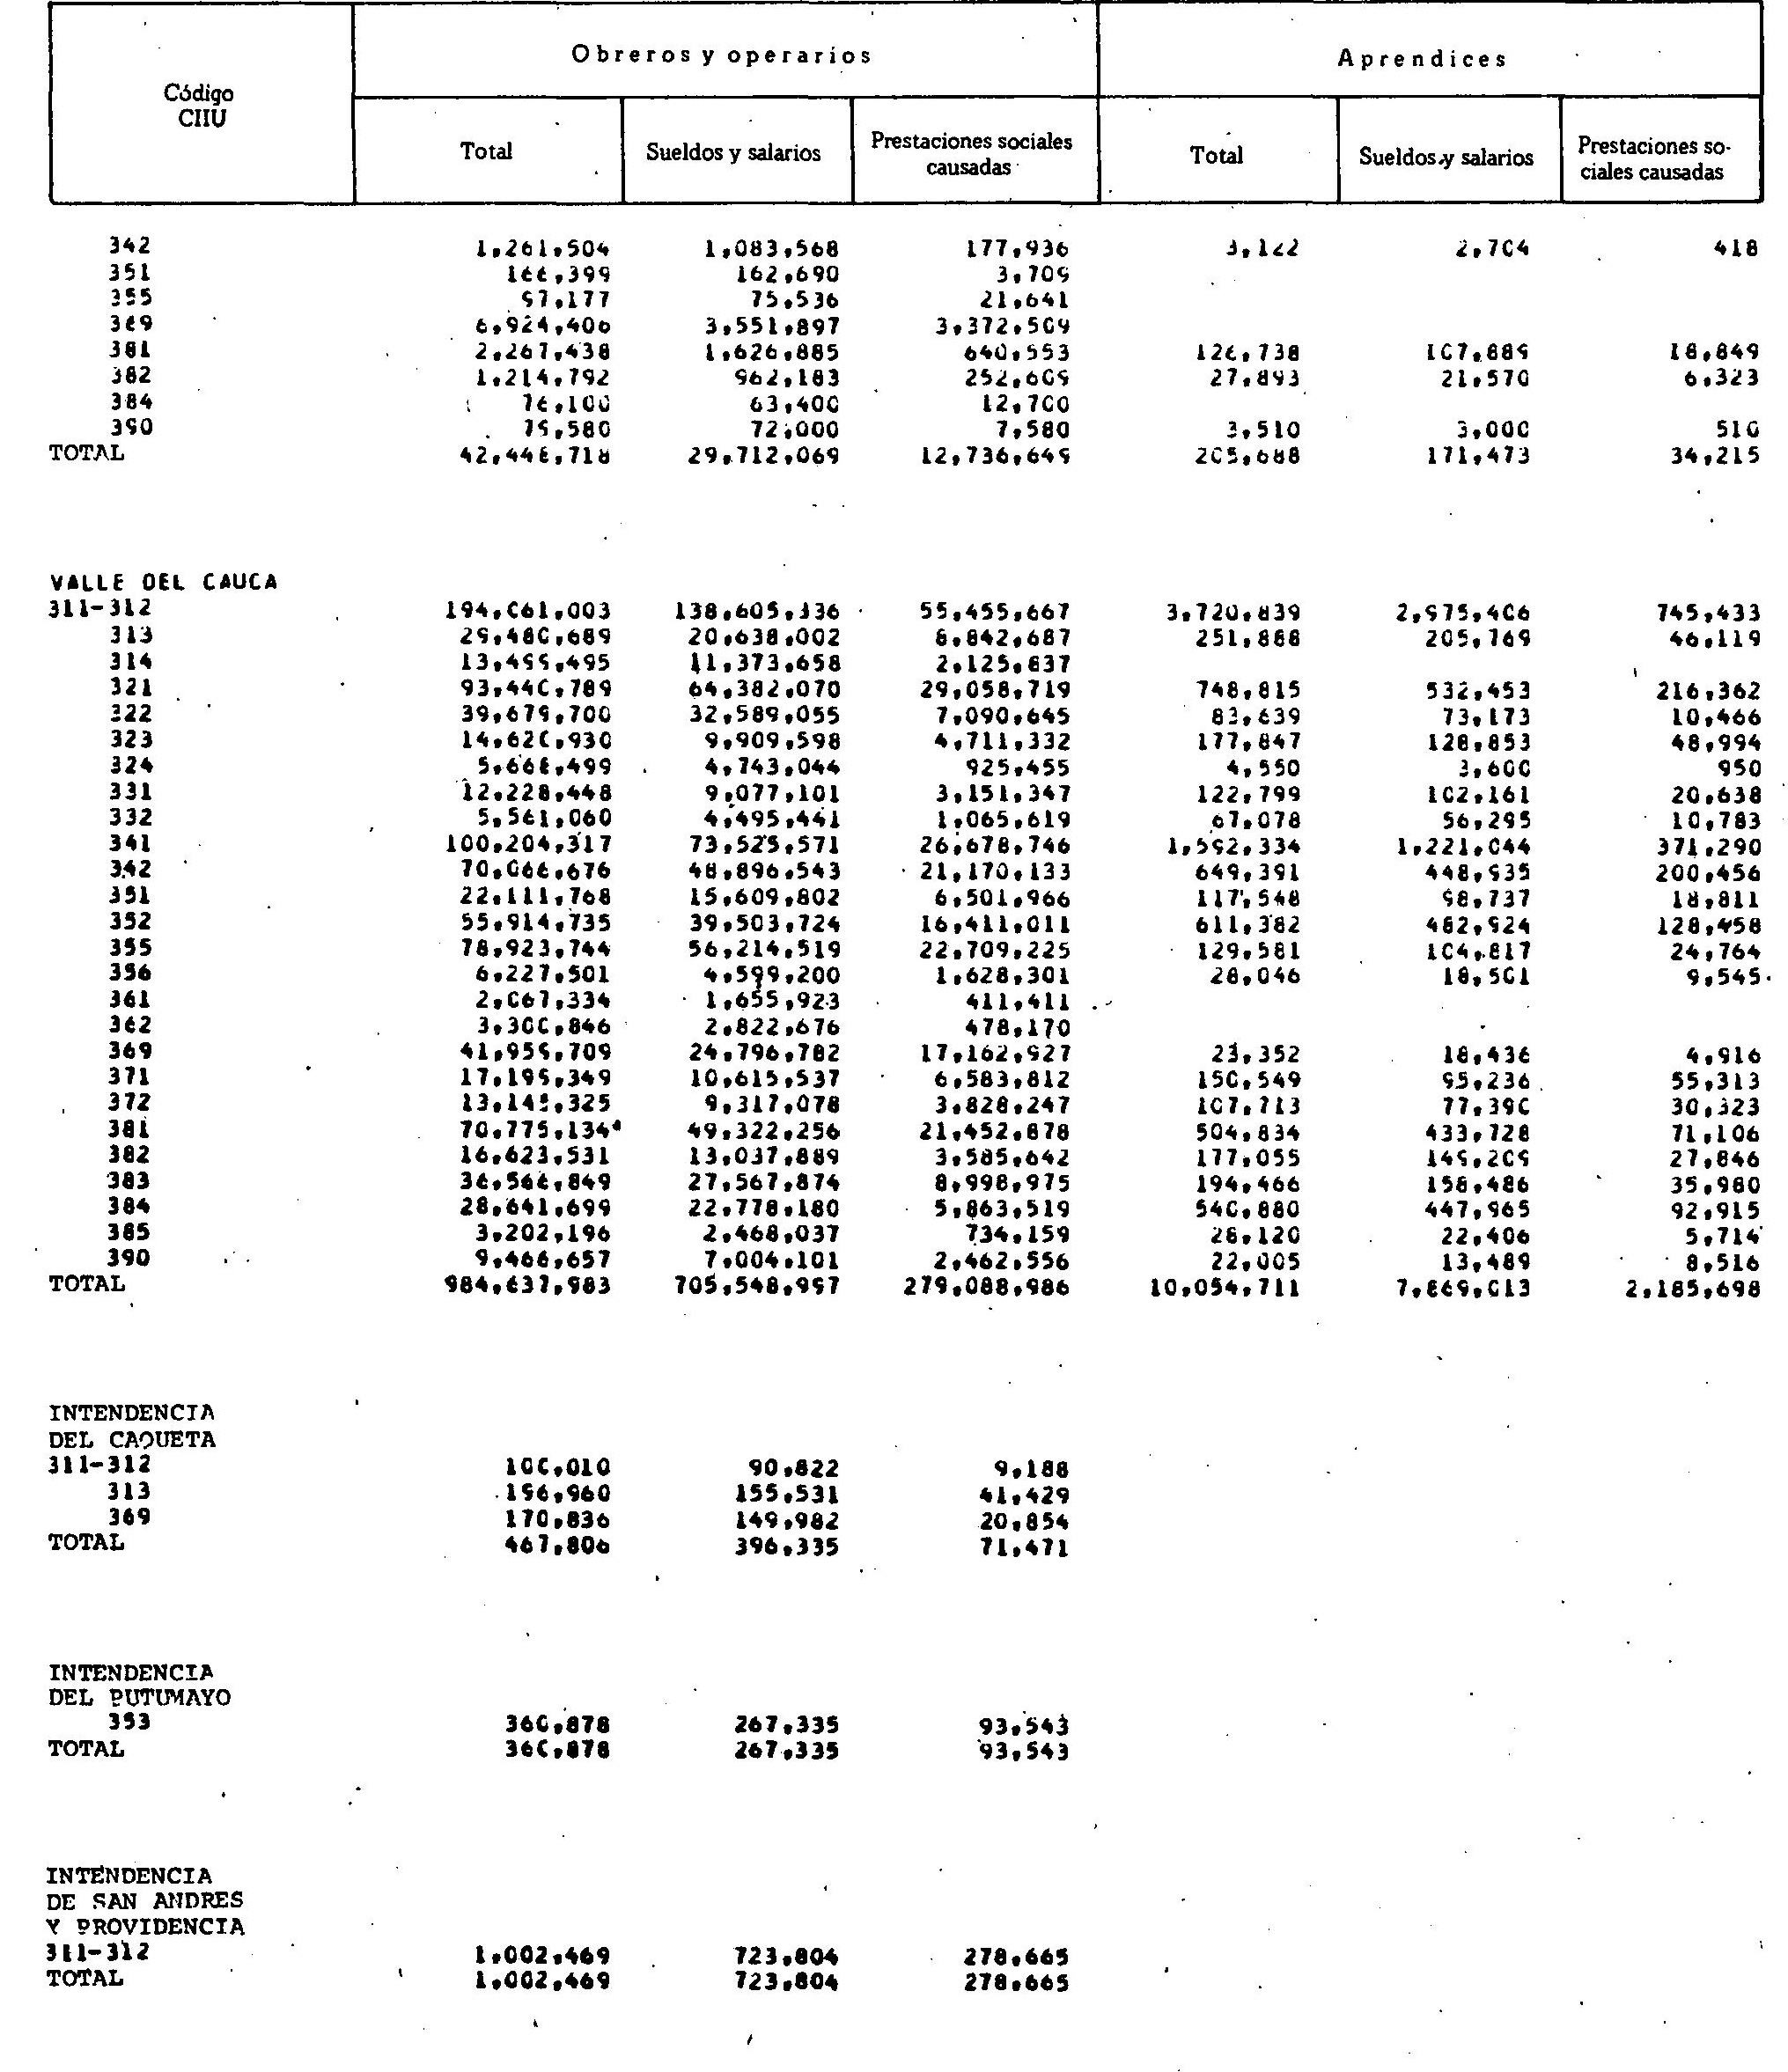 Código
CIIU
Obreros y operarios
Aprendices
Total
Sueldos y salarios
Prestaciones sociales
causadas
Total
Sueldos y salarios
Prestaciones so-
ciales causadas
342 1,261,504 1,083,568 177,936 3,122 2,704 418
351 166,399 162,690 3,709
355 97,177 75,536 21,641
369 6,924,406 3,551,897 3,372,509
381 2,267,438 1,626,885 640,553 126,738 107,889 18,849
382 1,214,792 962,183 252,609 27,893 21,570 6,323
384 76,100 63,400 12,700
390 79,580 72,000 7,580 3,510 3,000 510
TOTAL 42,448,718 29,712,069 12,736,649 205,688 171,473 34,215
VALLE DEL CAUCA
311-312 194,061,003 138,605,336 55,455,667 3,720,839 2,975,406 745,433
313 29,480,689 20,638,002 8,842,687 251,888 205,769 46,119
314 13,499,495 11,373,658 2,125,837
321 93,440,789 64,382,070 29,058,719 748,815 532,453 216,362
322 39,679,700 32,589,055 7,090,645 83,639 73,173 10,466
323 14,620,930 9,909,598 4,711,332 177,847 128,853 48,994
324 5,668,499 4,743,044 925,455 4,550 3,600 950
331 12,228,448 9,077,101 3,151,347 122,799 102,161 20,638
332 5,561,060 4,495,441 1,065,619 67,078 56,295 10,783
341 100,204,317 73,525,571 26,678,746 1,592,334 1,221,044 371,290
342 70,066,676 48,896,543 21,170,133 649,391 448,935 200,456
351 22,111,768 15,609,802 6,501,966 117,548 98,737 18,811
352 55,914,735 39,503,724 16,411,011 611,382 482,924 128,458
355 78,923,744 56,214,519 22,709,225 129,581 104,817 24,764
356 6,227,501 4,599,200 1,628,301 28,046 18,501 9,545
361 2,067,334 1,655,923 411,411
362 3,300,846 2,822,676 478,170
369 41,959,709 24,796,782 17,162,927 23,352 18,436 4,916
371 17,199,349 10,615,537 6,583,812 150,549 95,236 55,313
372 13,145,325 9,317,078 3,828,247 107,713 77,390 30,323
381 70,775,134 49,322,256 21,452,878 504,834 433,728 71,106
382 16,623,531 13,037,889 3,585,642 177,055 149,209 27,846
383 36,566,849 27,567,874 8,998,975 194,466 158,486 35,980
384 28,641,699 22,778,180 5,863,519 540,880 447,965 92,915
385 3,202,196 2,468,037 734,159 28,120 22,406 5,714
390 9,466,657 7,004,101 2,462,556 22,005 13,489 8,516
TOTAL 984,637,983 705,548,997 279,088,986 10,054,711 7,869,013 2,185,698
INTENDENCIA
DEL CAQUETA
311-312 100,010 90,822 9,188
313 196,960 155,531 41,429
369 170,836 149,982 20,854
TOTAL 467,806 396,335 71,471
INTENDENCIA
DEL PUTUMAYO
353 360,878 267,335 93,543
TOTAL 360,878 267,335 93,543
INTENDENCIA
DE SAN ANDRES
Y PROVIDENCIA
311-312 1,002,469 723,804 278,665
TOTAL 1,002,469 723,804 278,665